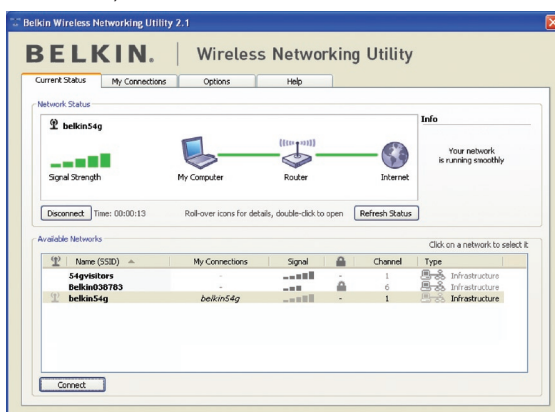 Belkin Wireless Networking Utility 2.1
BELKIN. Wireless Networking Utility
Current Status My Connections Options Help
Network Status
belkin54g
Signal Strength My Computer Router Internet
Info
Your network
is running smoothly
Disconnect Time: 00:00:13 Roll-over icons for details, double-click to open Refresh Status
Available Networks
Click on a network to select it
Name (SSID) My Connections Signal Channel Type
54gvisitors - - 1 Infrastructure
Belkin038783 - 6 Infrastructure
belkin54g belkin54g - 1 Infrastructure
Connect